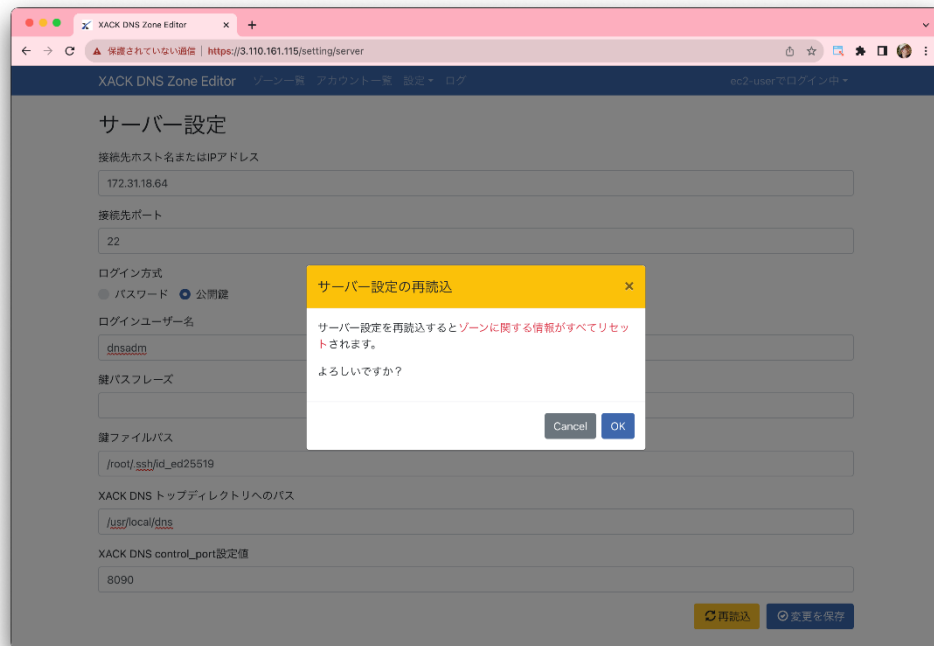 XACK DNS Zone Editor
保護されていない通信 | https://3.110.161.115/setting/server
XACK DNS Zone Editor ゾーン一覧 アカウント一覧 設定 ログ ec2-userでログイン中
サーバー設定
接続先ホスト名またはIPアドレス
172.31.18.64
接続先ポート
22
ログイン方式
パスワード 公開鍵
ログインユーザー名
dnsadm
鍵パスフレーズ
鍵ファイルパス
/root/.ssh/id_ed25519
XACK DNS トップディレクトリへのパス
/usr/local/dns
XACK DNS control_port設定値
8090
再読込 変更を保存
サーバー設定の再読込
サーバー設定を再読込するとゾーンに関する情報がすべてリセッ
トされます。
よろしいですか？
Cancel OK